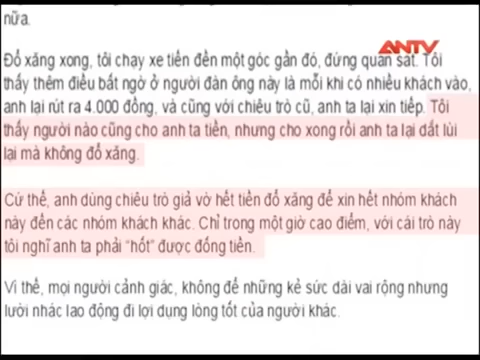 nữa.
ANTV
Đổ xăng xong, tôi chạy xe tiến đến một góc gần đó, đứng quan sát. Tôi
thấy thêm điều bất ngờ ở người đàn ông này là mỗi khi có nhiều khách vào,
anh lại rút ra 4.000 đồng, và cũng với chiêu trò cũ, anh ta lại xin tiếp. Tôi
thấy người nào cũng cho anh ta tiền, nhưng cho xong rồi anh ta lại dắt lùi
lại mà không đổ xăng.
Cứ thế, anh dùng chiêu trò giả vờ hết tiền đổ xăng để xin hết nhóm khách
này đến các nhóm khách khác. Chỉ trong một giờ cao điểm, với cái trò này
tôi nghĩ anh ta phải "hốt" được đống tiền.
Vì thế, mọi người cảnh giác, không để những kẻ sức dài vai rộng nhưng
lười nhác lao động đi lợi dụng lòng tốt của người khác.